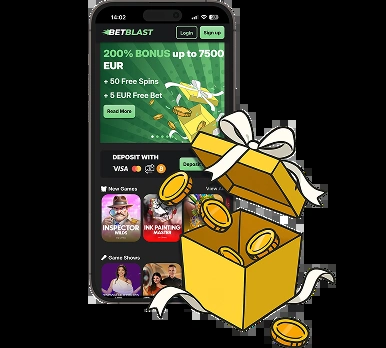 14:02
BETBLAST
Login
Sign up
200% BONUS up to 7500
EUR
+ 50 Free Spins
+ 5 EUR Free Bet
Read More
DEPOSIT WITH
VISA
New Games
INSPECTOR
WILDS
INK PAINTING
MASTER
Game Shows